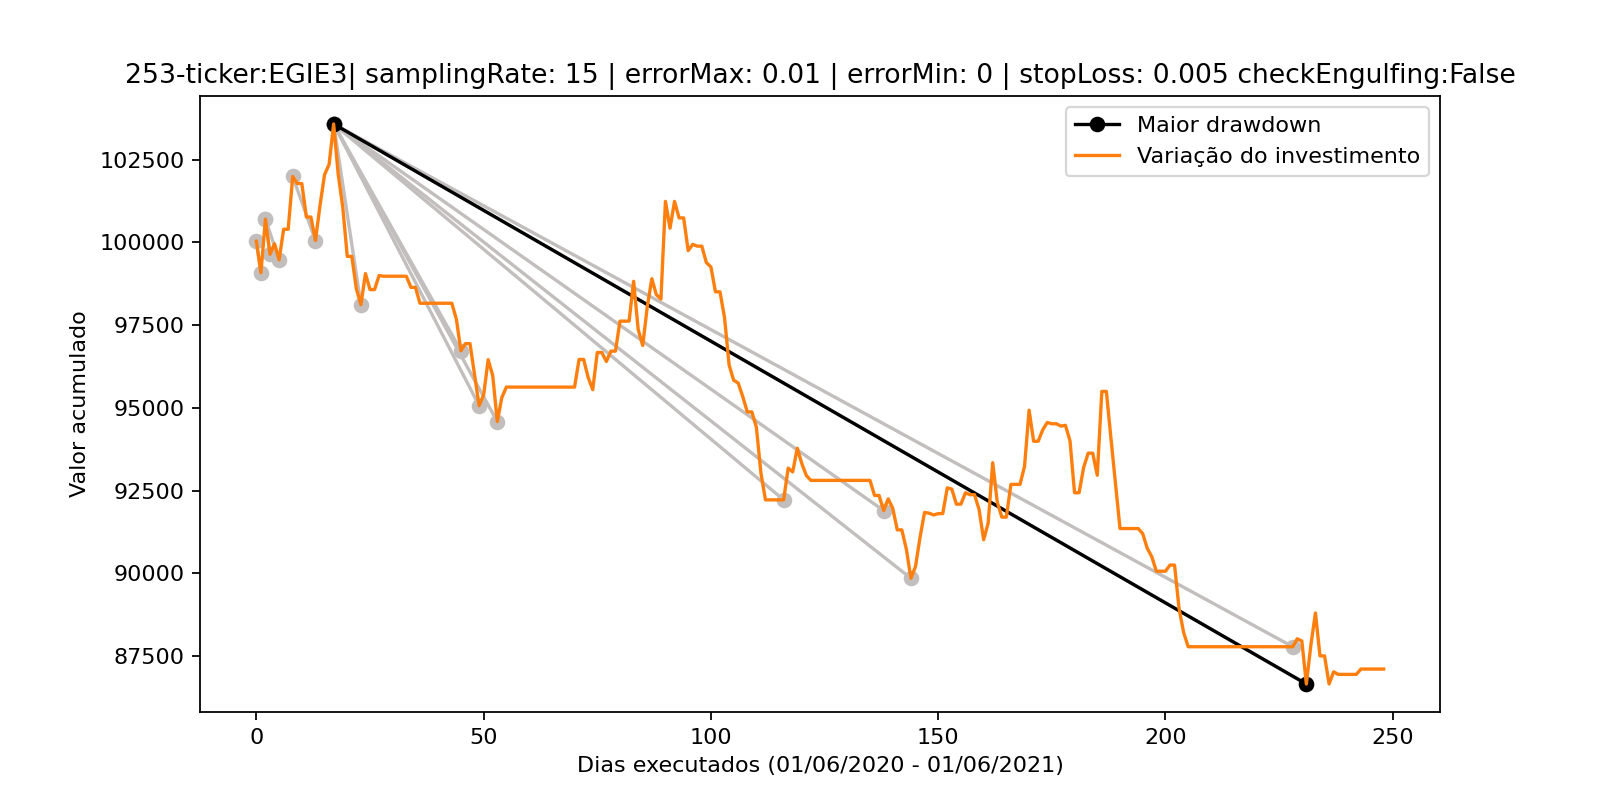 253-ticker:EGIE3| samplingRate: 15 | errorMax: 0.01 | errorMin: 0 | stopLoss: 0.005 checkEngulfing:False
Maior drawdown
Variação do investimento
Valor acumulado
102500
100000
97500
95000
92500
90000
87500
0 50 100 150 200 250
Dias executados (01/06/2020 - 01/06/2021)